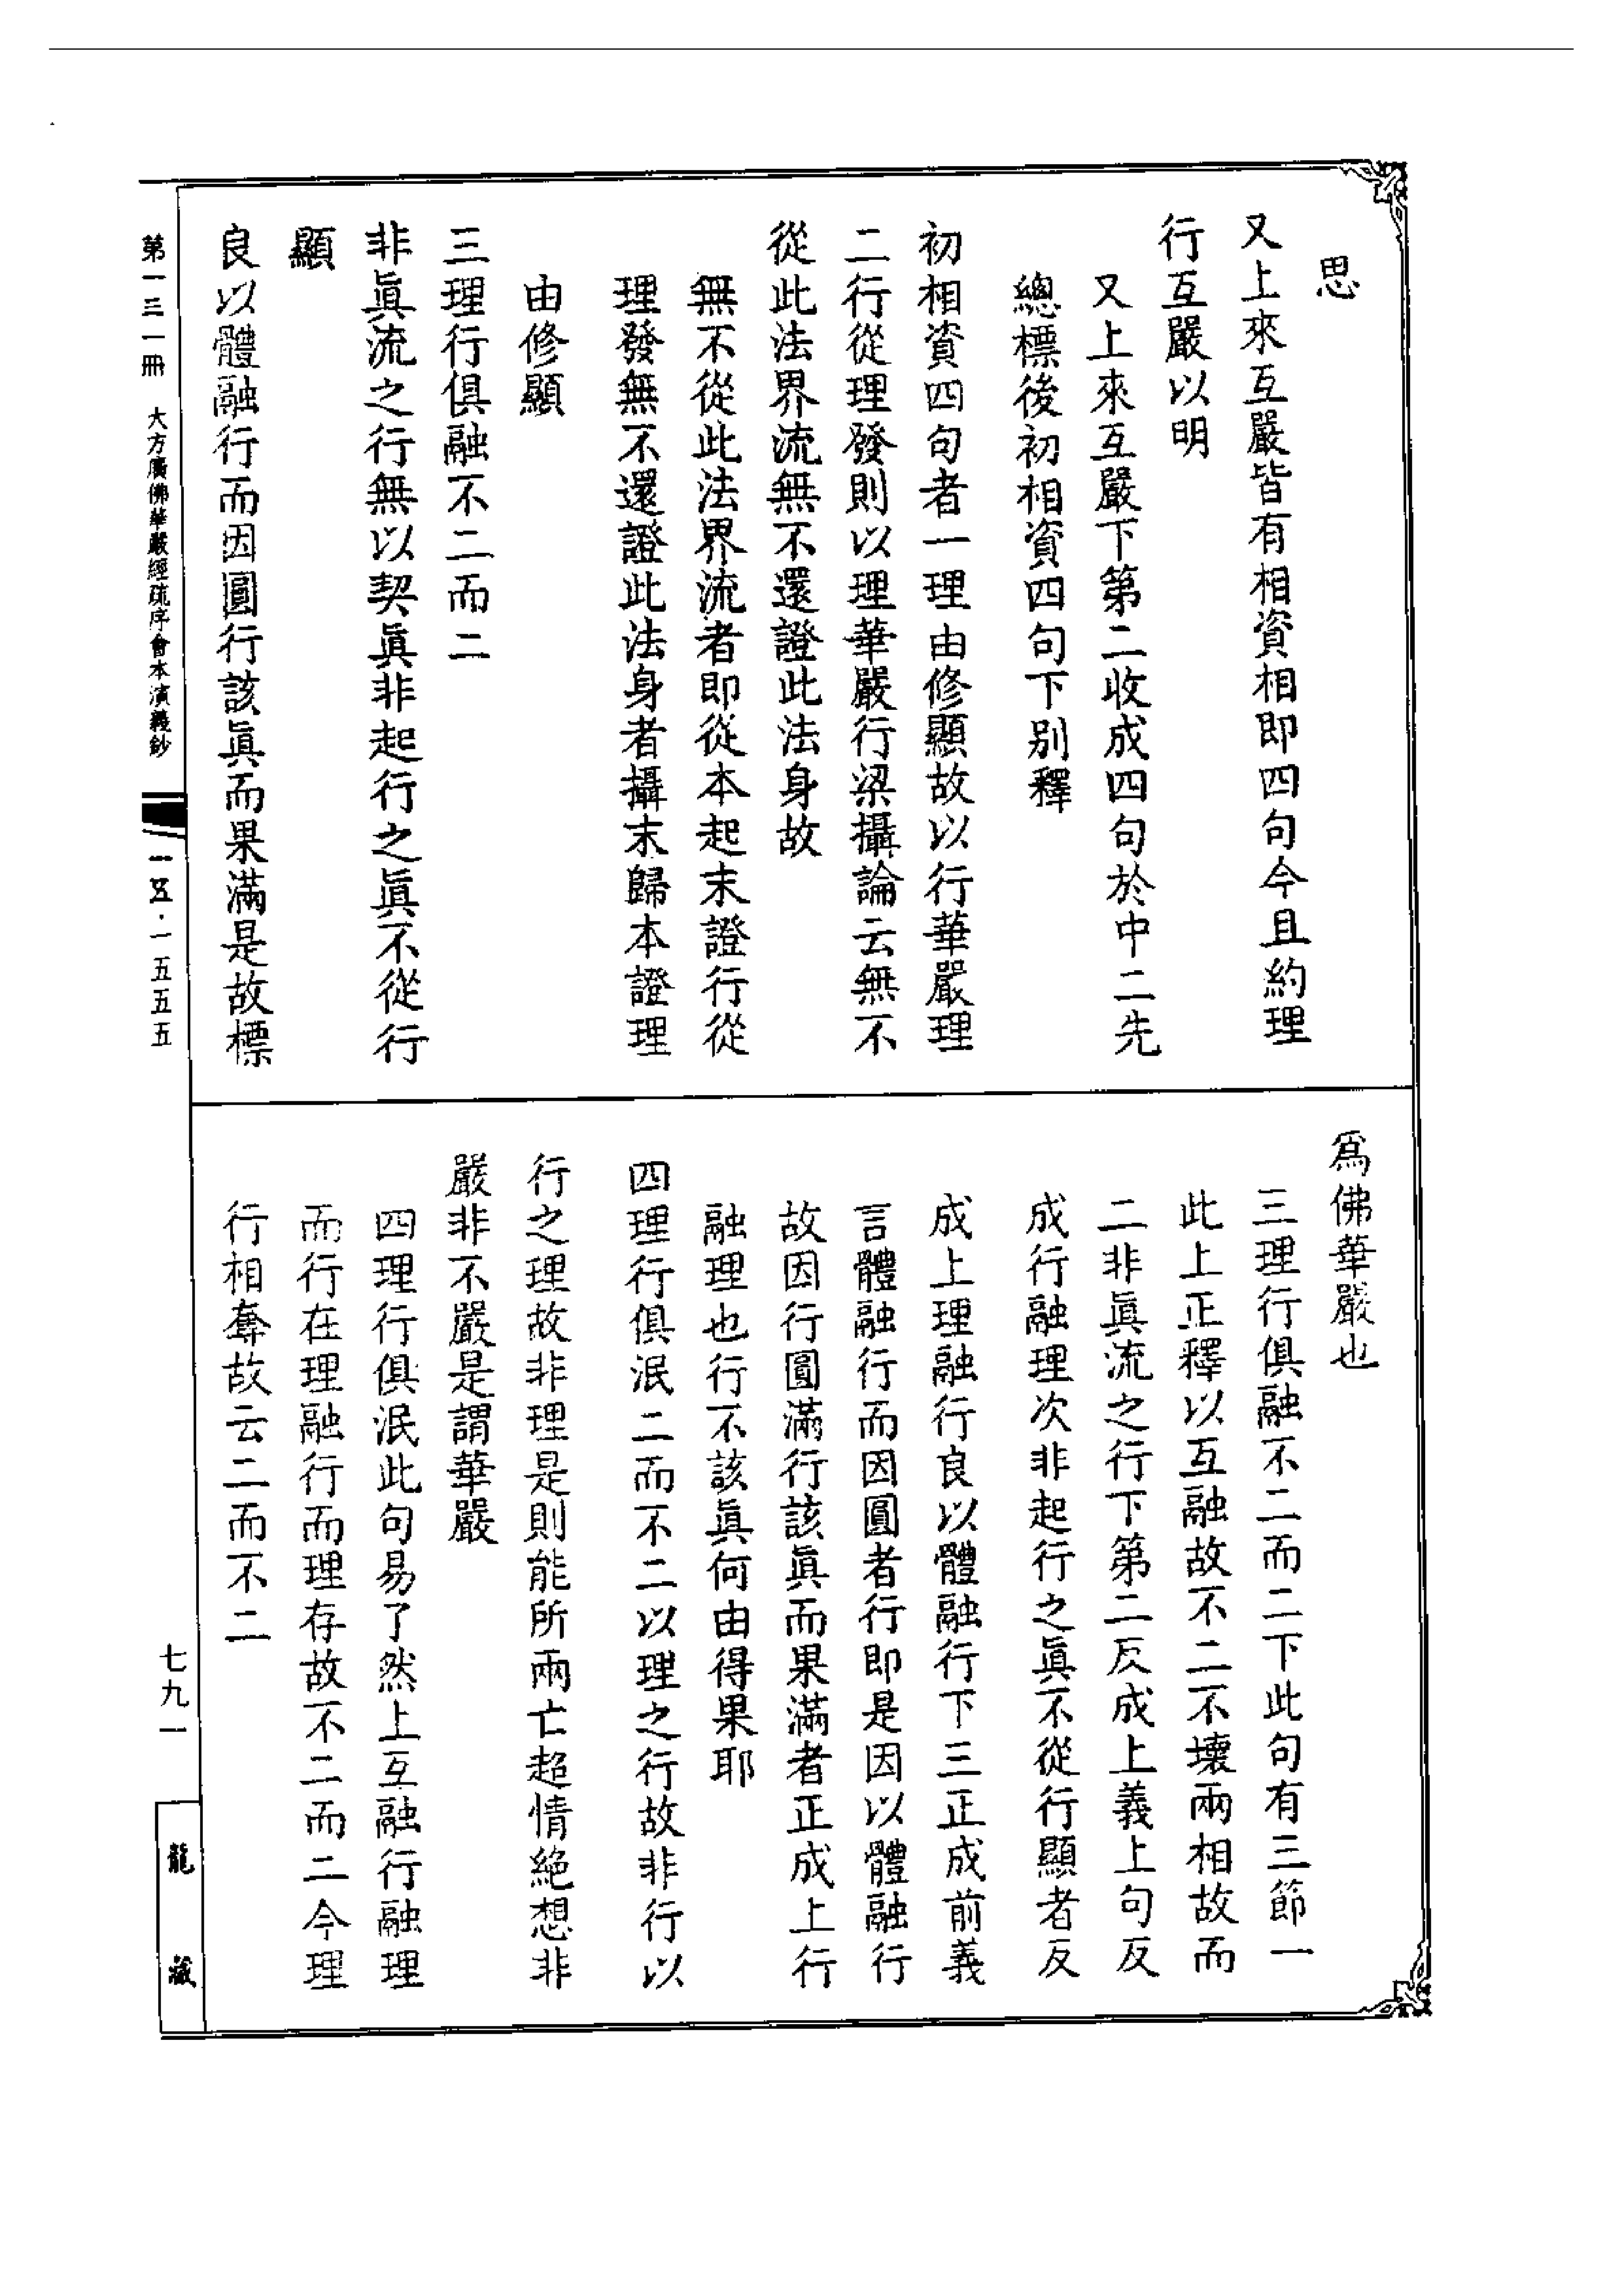 思
又上來互嚴皆有相資相即四句今且約理
行互嚴以明
又上來互嚴下第二收成四句於中二先
總標後初相資四句下別釋
初相資四句者一理由修顯故以行華嚴理
二行從理發則以理華嚴行梁攝論云無不
從此法界流無不還證此法身故
無不從此法界流者即從本起末證行從
理發無不還證此法身者攝末歸本證理
由修顯
三理行俱融不二而二
非眞流之行無以契眞非起行之眞不從行
顯
良以體融行而因圓行該眞而果滿是故標
爲佛華嚴也
三理行俱融不二而二下此句有三節一
此上正釋以互融故不二不壞兩相故而
二非眞流之行下第二反成上義上句反
成行融理次非起行之眞不從行顯者反
成上理融行良以體融行下三正成前義
言體融行而因圓者行即是因以體融行
故因行圓滿行該眞而果滿者正成上行
融理也行不該眞何由得果耶
四理行俱泯二而不二以理之行故非行以
行之理故非理是則能所兩亡超情絕想非
嚴非不嚴是謂華嚴
四理行俱泯此句易了然上互融行融理
而行在理融行而理存故不二而二今理
行相奪故云二而不二
第一三一冊 大方廣佛華嚴經疏序會本演義鈔
一五·一五五五
七九一
龍藏